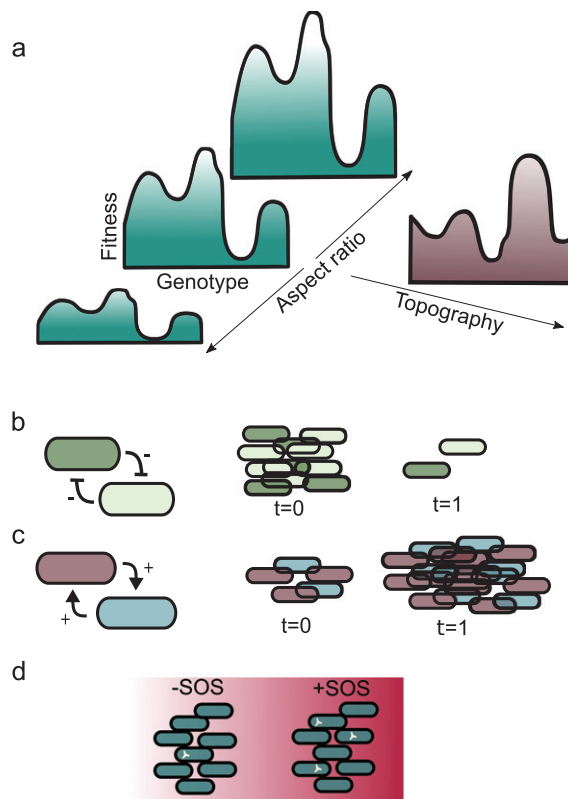 a
Fitness
Genotype
Aspect ratio
Topography
b
-
-
t=0
t=1
c
+
+
t=0
t=1
d
-SOS
+SOS